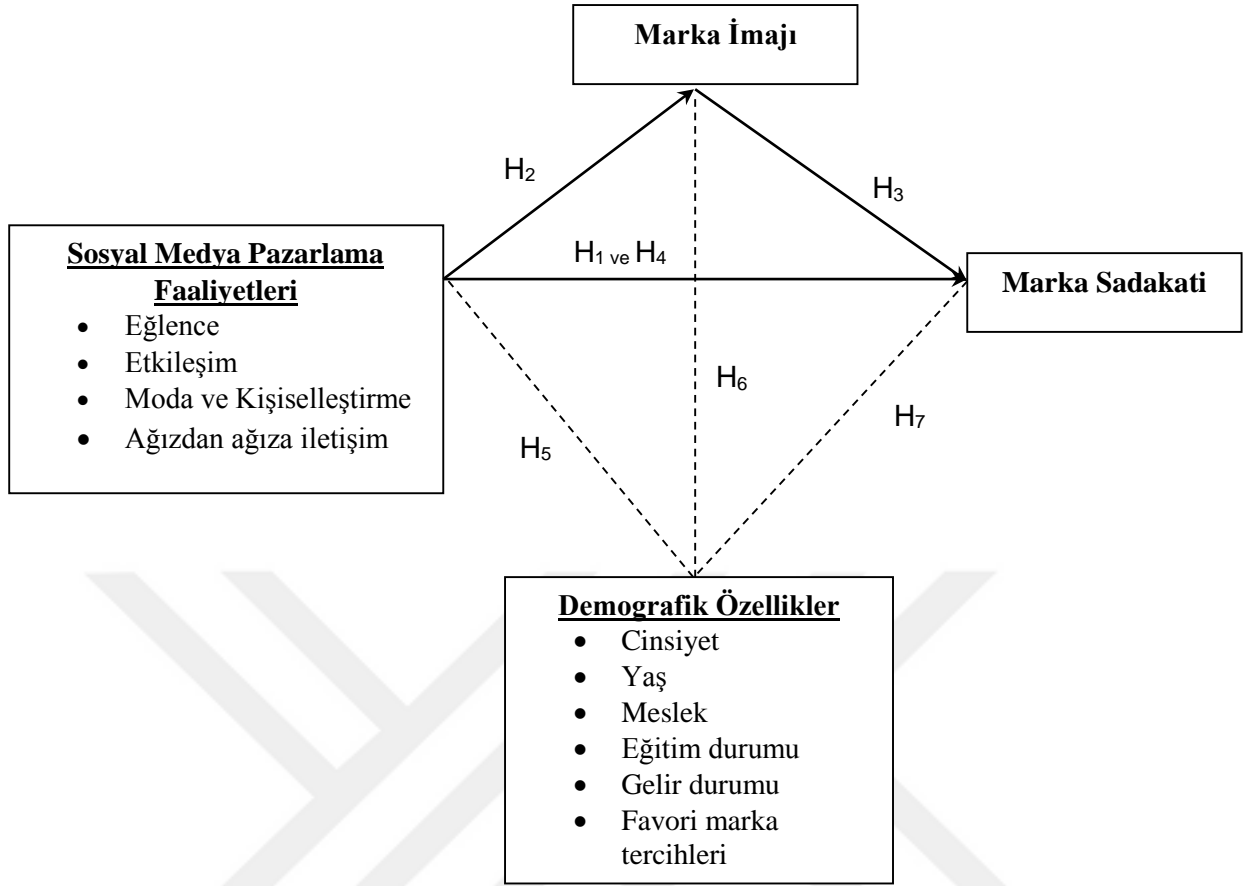 Marka İmajı
H2
H3
Sosyal Medya Pazarlama
Faaliyetleri
• Eğlence
• Etkileşim
• Moda ve Kişiselleştirme
• Ağızdan ağıza iletişim
H1 ve H4
Marka Sadakati
H6
H7
H5
Demografik Özellikler
• Cinsiyet
• Yaş
• Meslek
• Eğitim durumu
• Gelir durumu
• Favori marka
tercihleri